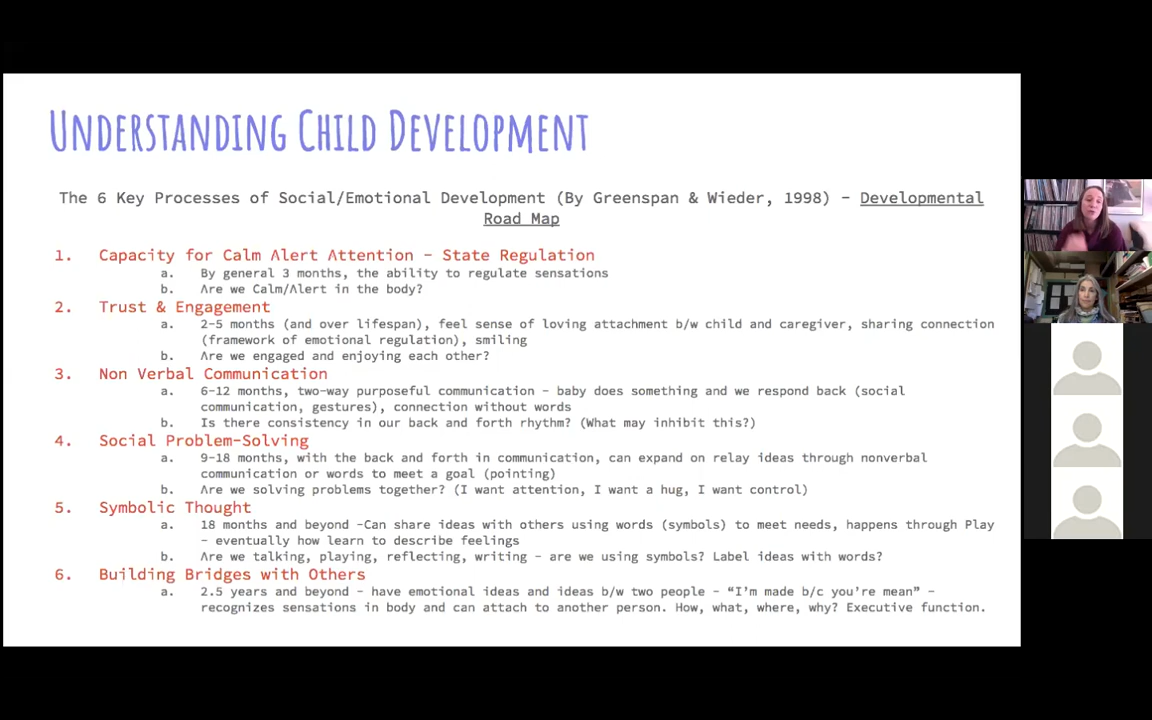 Understanding Child Development
The 6 Key Processes of Social/Emotional Development (By Greenspan & Wieder, 1998) - Developmental
Road Map
1. Capacity for Calm Alert Attention - State Regulation
a. By general 3 months, the ability to regulate sensations
b. Are we Calm/Alert in the body?
2. Trust & Engagement
a. 2-5 months (and over lifespan), feel sense of loving attachment b/w child and caregiver, sharing connection
(framework of emotional regulation), smiling
b. Are we engaged and enjoying each other?
3. Non Verbal Communication
a. 6-12 months, two-way purposeful communication - baby does something and we respond back (social
communication, gestures), connection without words
b. Is there consistency in our back and forth rhythm? (What may inhibit this?)
4. Social Problem-Solving
a. 9-18 months, with the back and forth in communication, can expand on relay ideas through nonverbal
communication or words to meet a goal (pointing)
b. Are we solving problems together? (I want attention, I want a hug, I want control)
5. Symbolic Thought
a. 18 months and beyond -Can share ideas with others using words (symbols) to meet needs, happens through Play
- eventually how learn to describe feelings
b. Are we talking, playing, reflecting, writing - are we using symbols? Label ideas with words?
6. Building Bridges with Others
a. 2.5 years and beyond - have emotional ideas and ideas b/w two people - “I’m made b/c you’re mean” -
recognizes sensations in body and can attach to another person. How, what, where, why? Executive function.